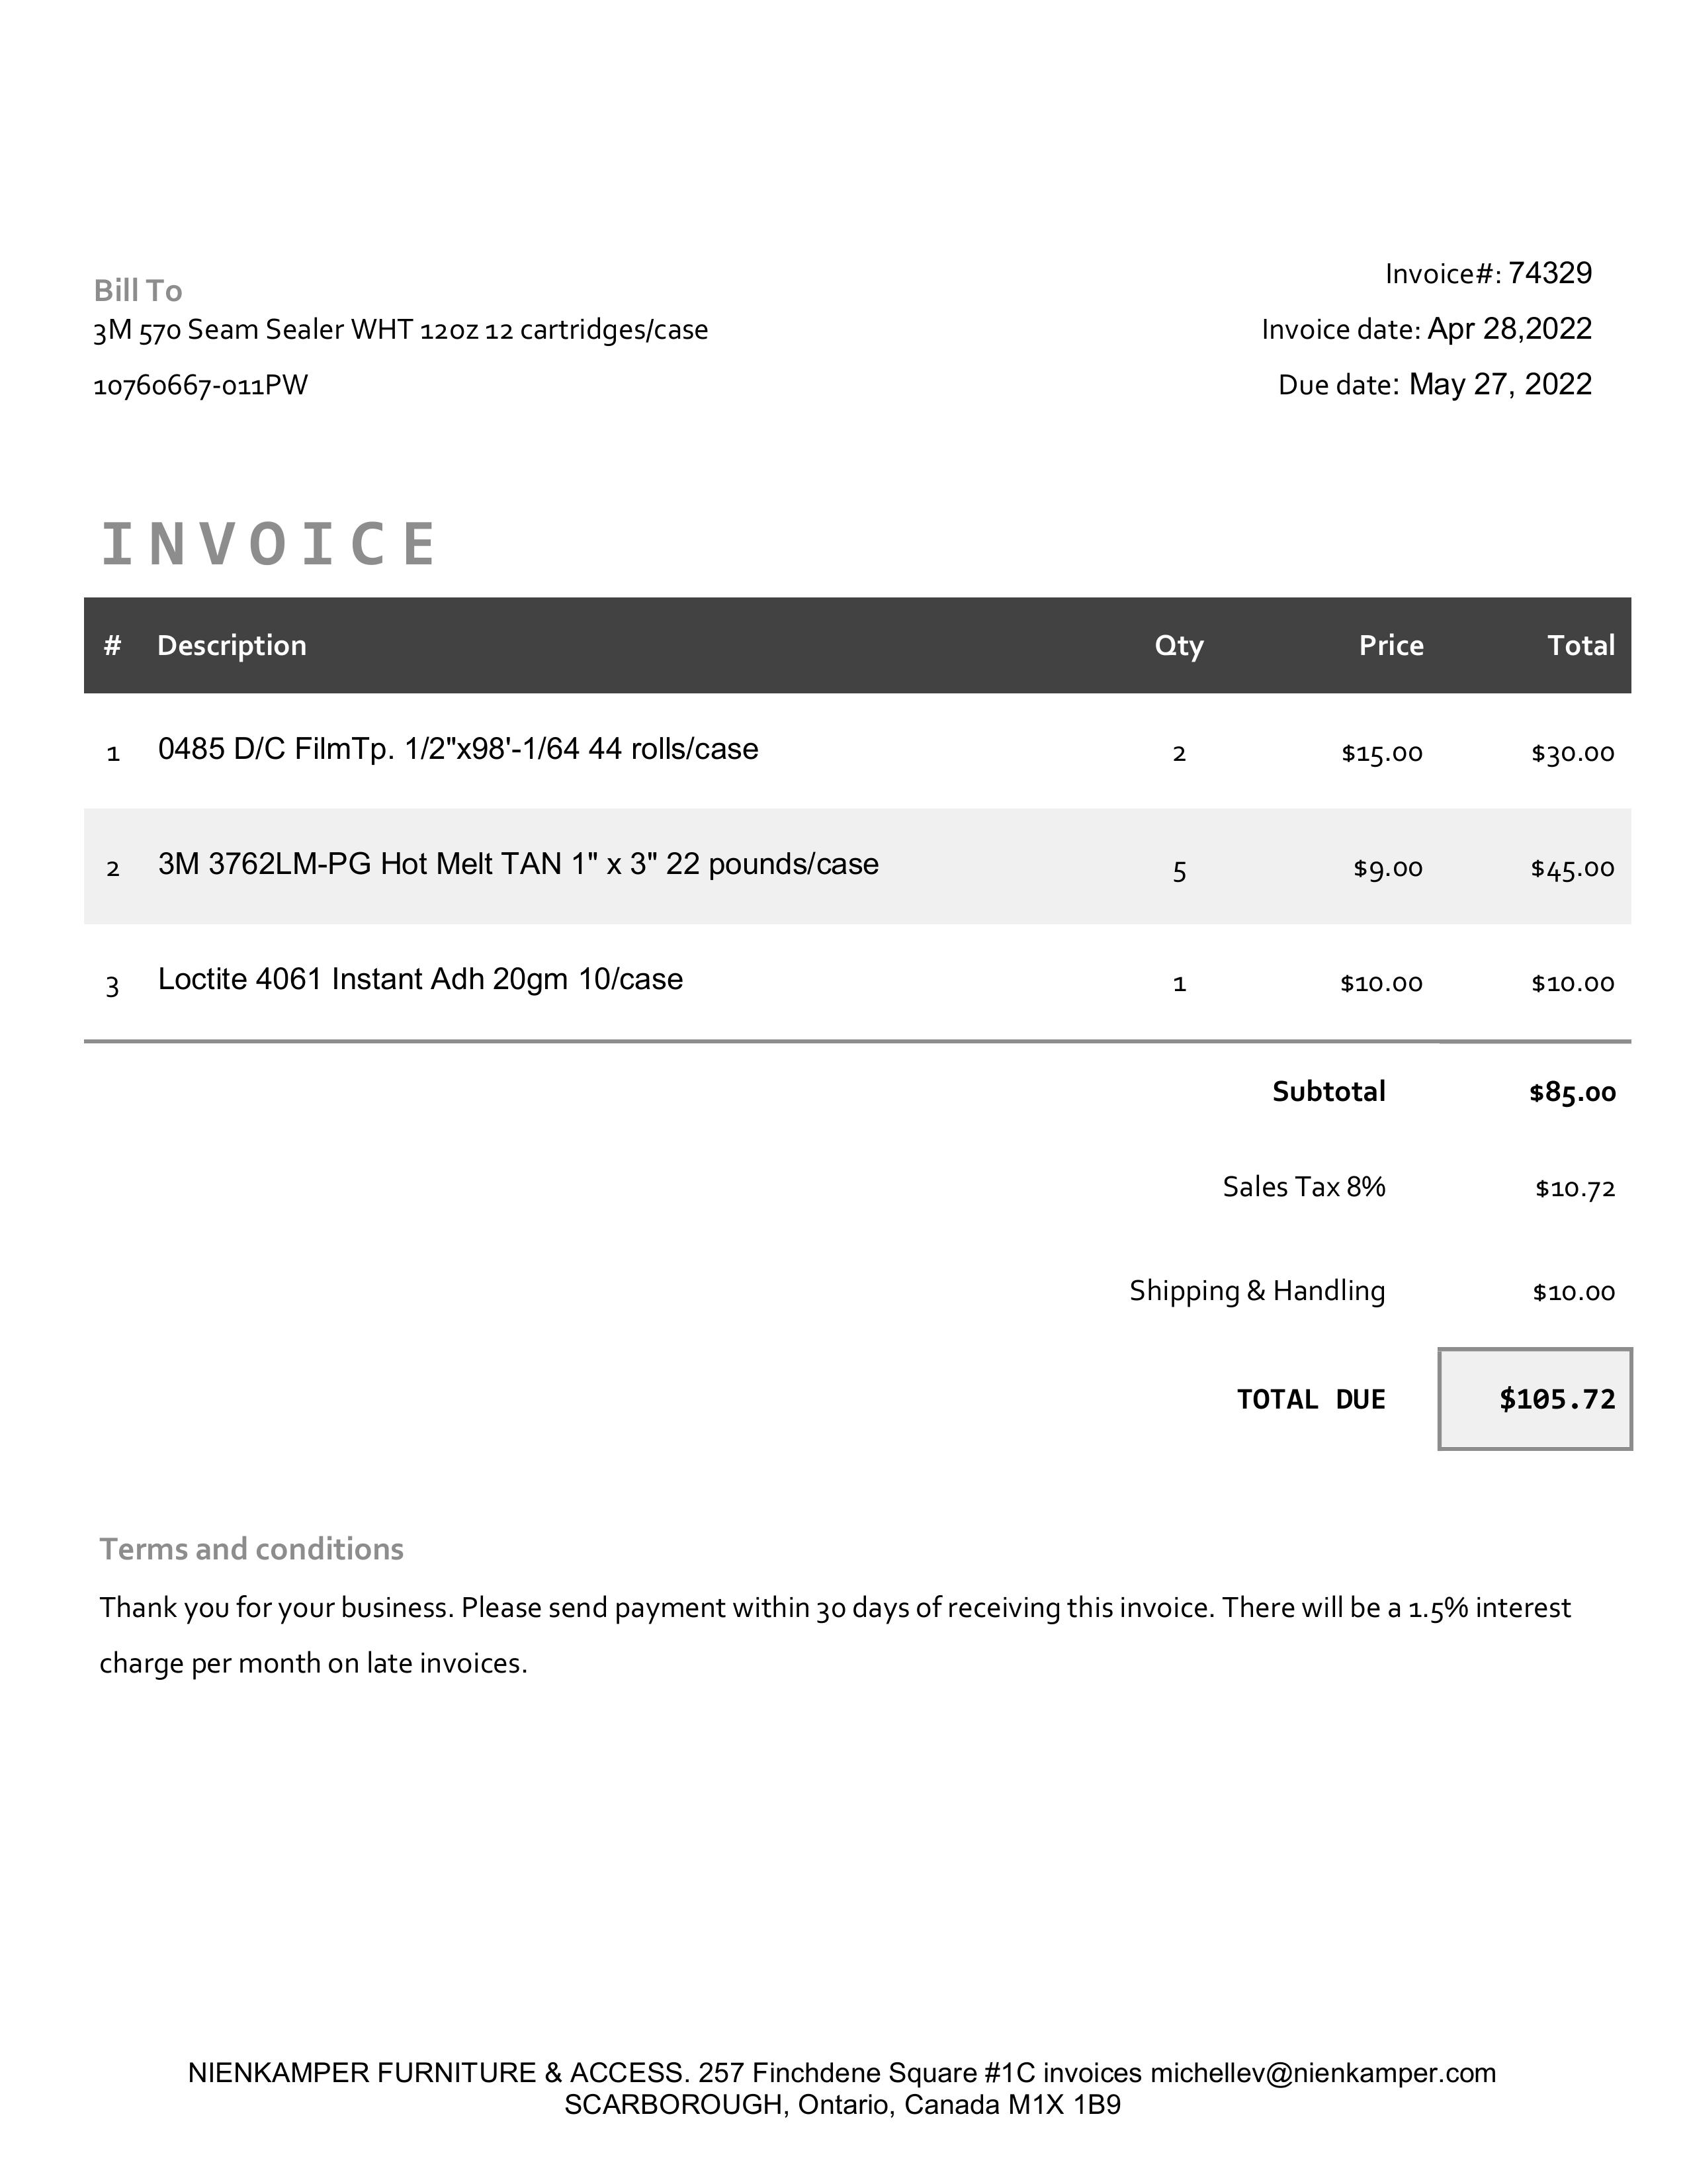 Bill To
3M 570 Seam Sealer WHT 12oz 12 cartridges/case
10760667-011PW
Invoice#: 74329
Invoice date: Apr 28,2022
Due date: May 27, 2022
INVOICE
# Description Qty Price Total
1 0485 D/C FilmTp. 1/2"x98'-1/64 44 rolls/case 2 $15.00 $30.00
2 3M 3762LM-PG Hot Melt TAN 1" x 3" 22 pounds/case 5 $9.00 $45.00
3 Loctite 4061 Instant Adh 20gm 10/case 1 $10.00 $10.00
Subtotal $85.00
Sales Tax 8% $10.72
Shipping & Handling $10.00
TOTAL DUE $105.72
Terms and conditions
Thank you for your business. Please send payment within 30 days of receiving this invoice. There will be a 1.5% interest
charge per month on late invoices.
NIENKAMPER FURNITURE & ACCESS. 257 Finchdene Square #1C invoices michellev@nienkamper.com
SCARBOROUGH, Ontario, Canada M1X 1B9